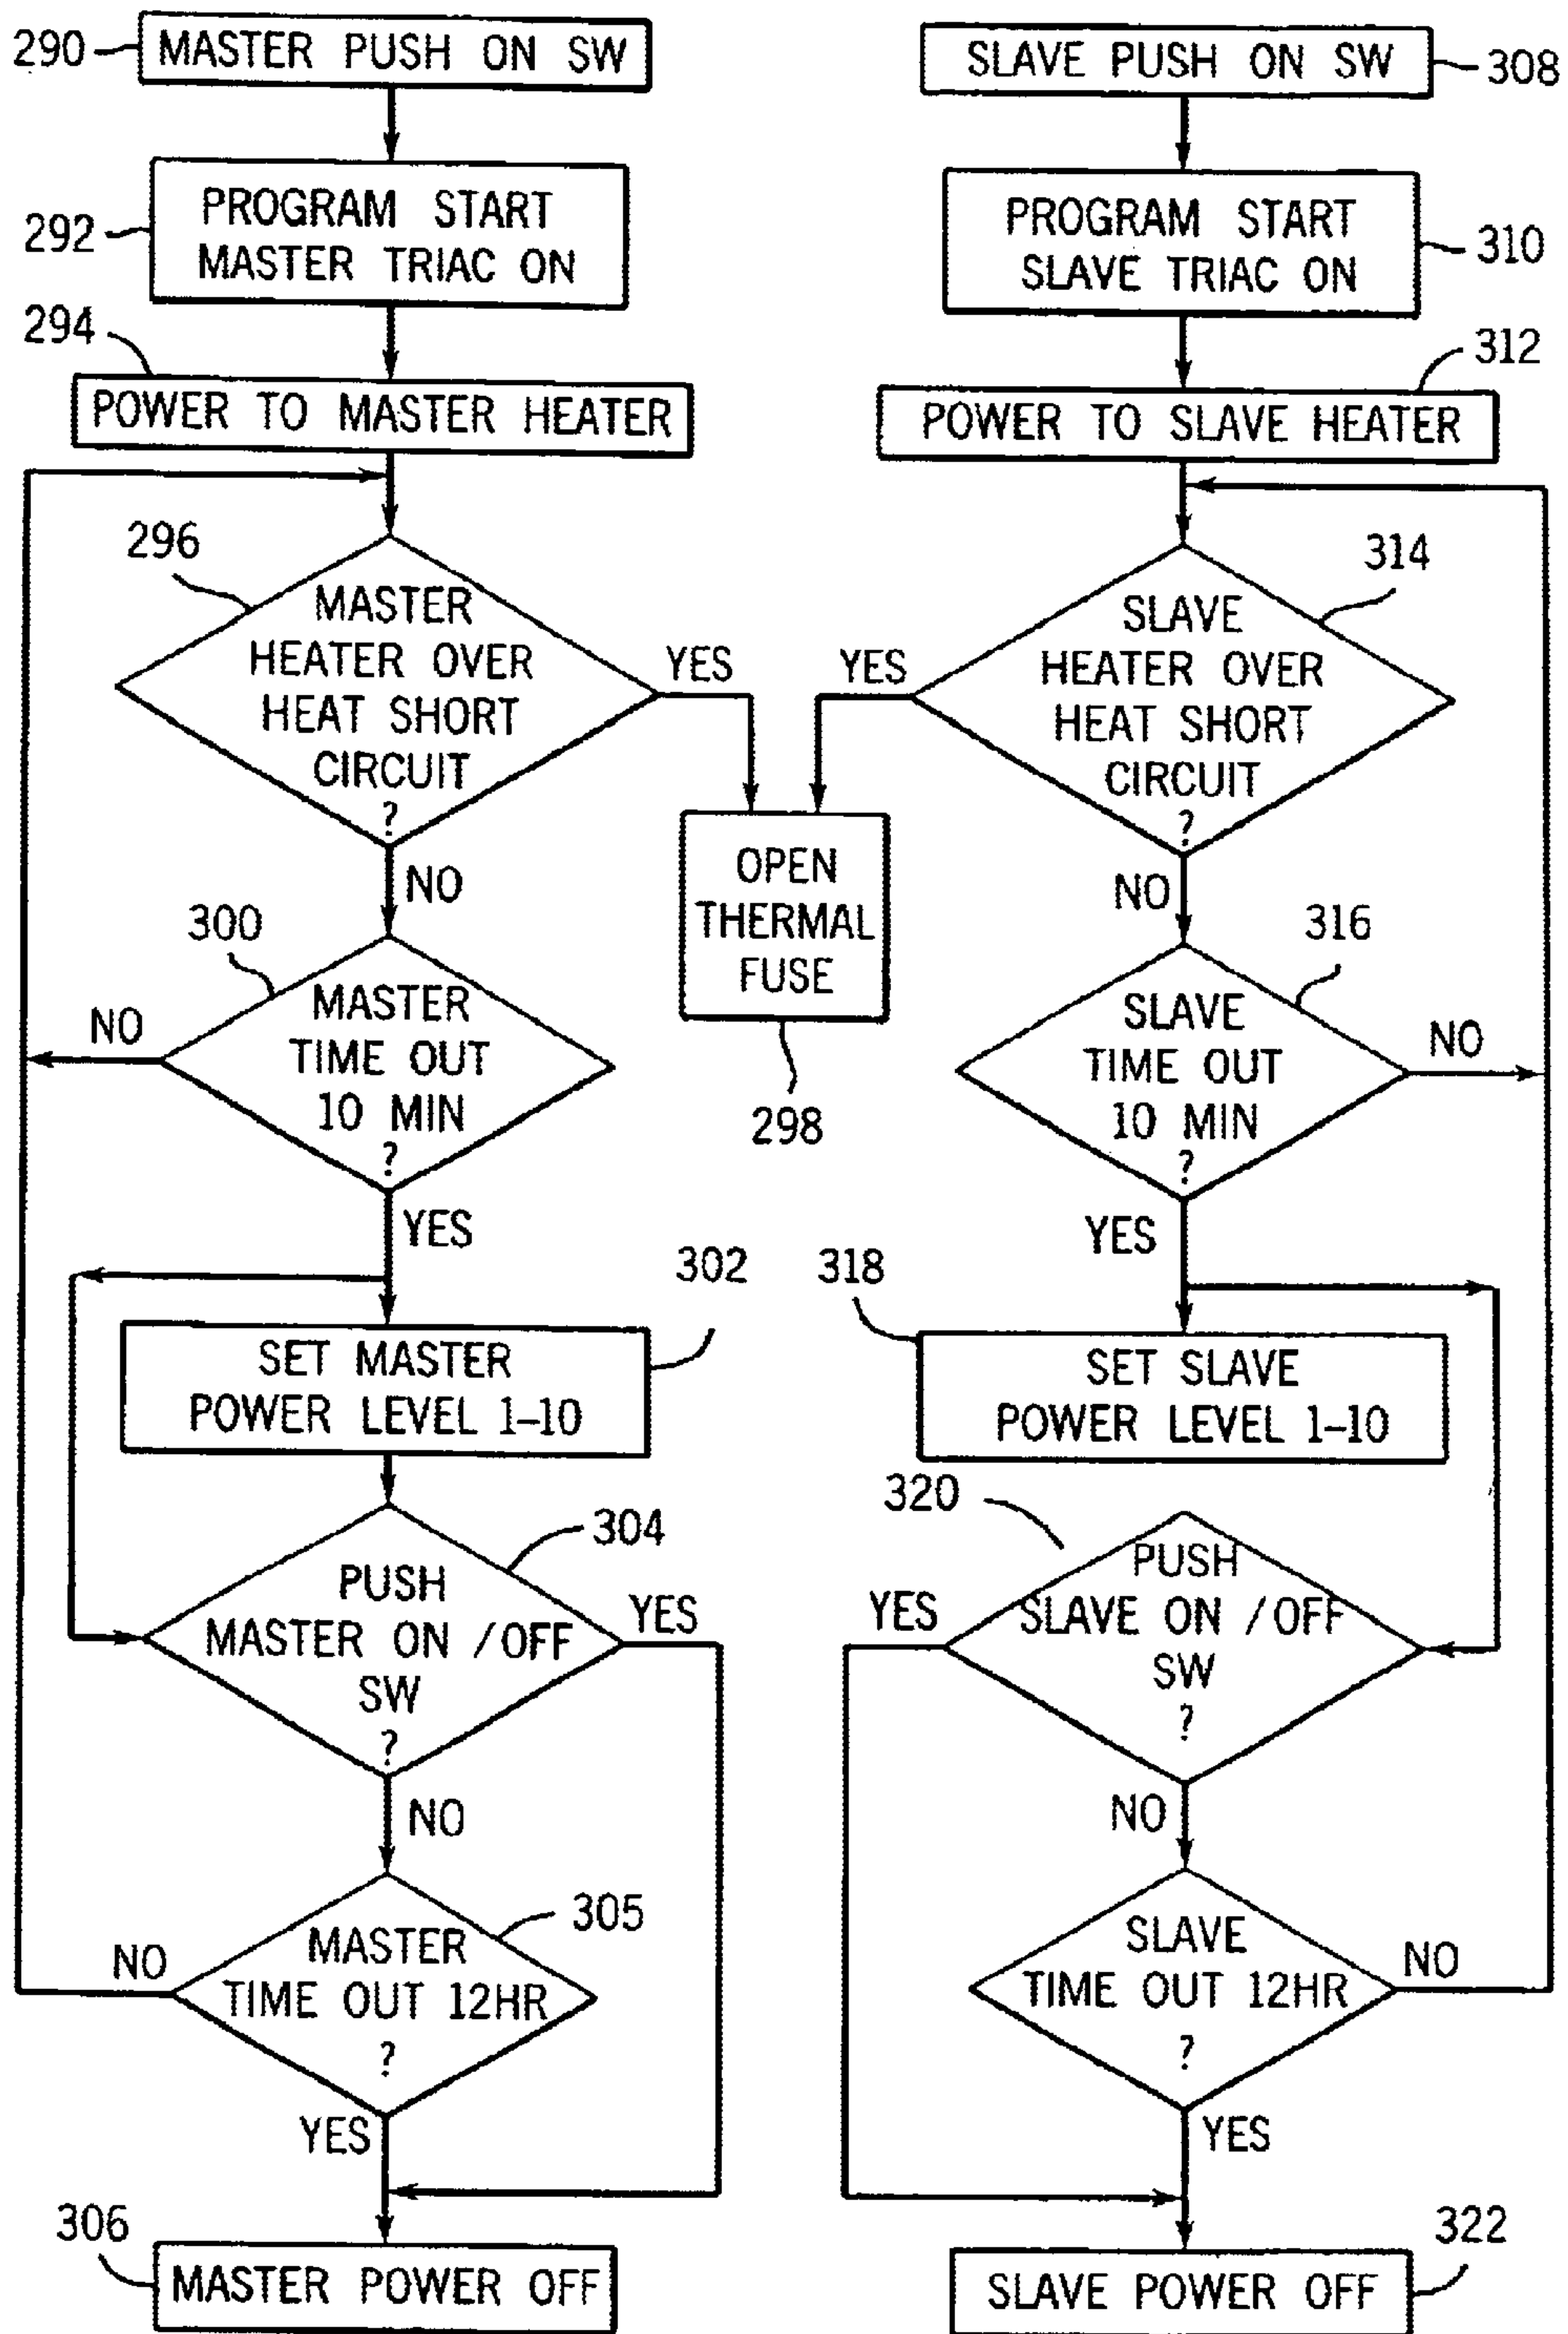 290
MASTER PUSH ON SW
292
PROGRAM START
MASTER TRIAC ON
294
POWER TO MASTER HEATER
296
MASTER
HEATER OVER
HEAT SHORT
CIRCUIT
?
YES
NO
OPEN
THERMAL
FUSE
298
300
MASTER
TIME OUT
10 MIN
?
NO
YES
302
SET MASTER
POWER LEVEL 1–10
304
PUSH
MASTER ON /OFF
SW
?
YES
NO
305
MASTER
TIME OUT 12HR
?
NO
YES
306
MASTER POWER OFF
SLAVE PUSH ON SW
308
PROGRAM START
SLAVE TRIAC ON
310
312
POWER TO SLAVE HEATER
314
SLAVE
HEATER OVER
HEAT SHORT
CIRCUIT
?
YES
NO
316
SLAVE
TIME OUT
10 MIN
?
NO
YES
318
SET SLAVE
POWER LEVEL 1–10
320
PUSH
SLAVE ON /OFF
SW
?
YES
NO
SLAVE
TIME OUT 12HR
?
NO
YES
322
SLAVE POWER OFF